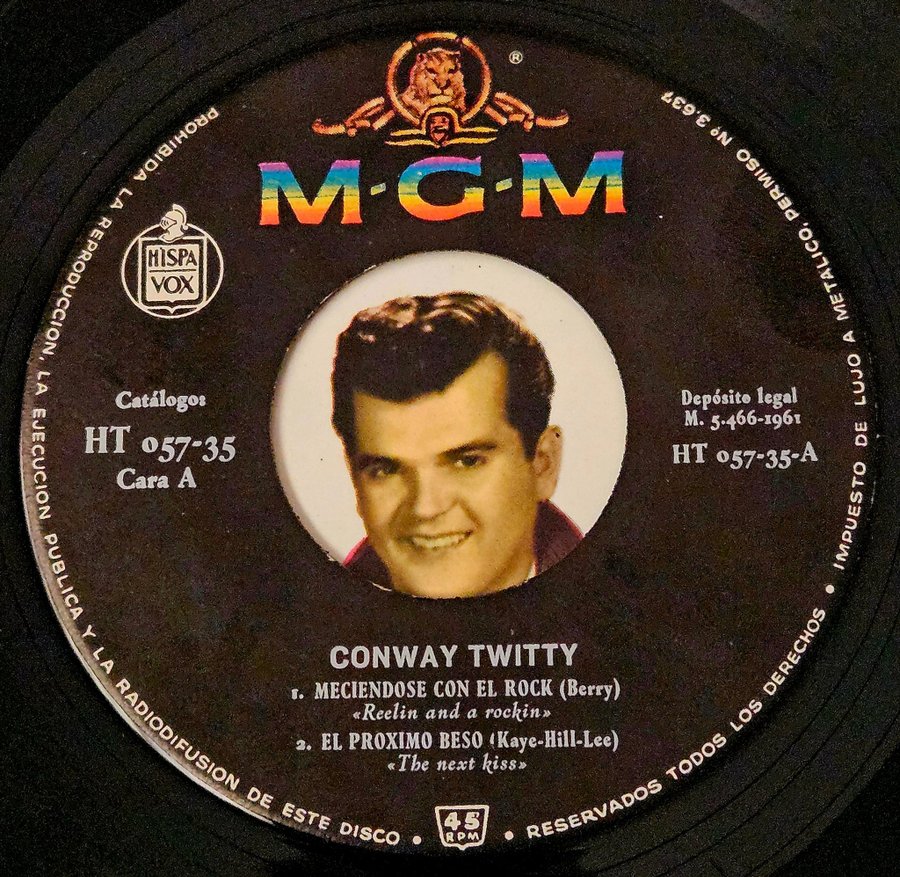 ®
M-G-M
HISPA
VOX
Catálogo:
HT 057-35
Cara A
Depósito legal
M. 5.466-1961
HT 057-35-A
CONWAY TWITTY
1. MECIENDOSE CON EL ROCK (Berry)
«Reelin and a rockin»
2. EL PROXIMO BESO (Kaye-Hill-Lee)
«The next kiss»
45
RPM
PROHIBIDA LA REPRODUCCION, LA EJECUCION PUBLICA Y LA RADIODIFUSION DE ESTE DISCO • • RESERVADOS TODOS LOS DERECHOS • IMPUESTO DE LUJO A METALICO, PERMISO Nº 3.637